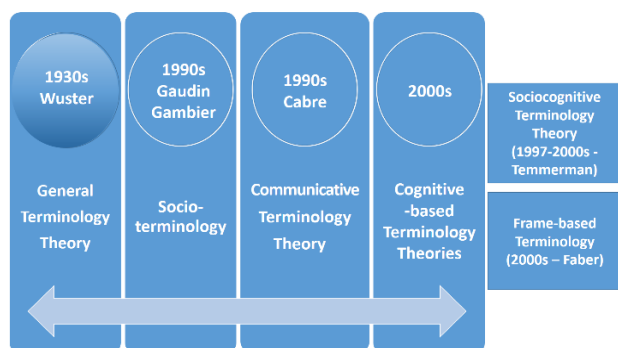 1930s
Wuster
General
Terminology
Theory
1990s
Gaudin
Gambier
Socio-
terminology
1990s
Cabre
Communicative
Terminology
Theory
2000s
Cognitive
-based
Terminology
Theories
Sociocognitive
Terminology
Theory
(1997-2000s -
Temmerman)
Frame-based
Terminology
(2000s – Faber)